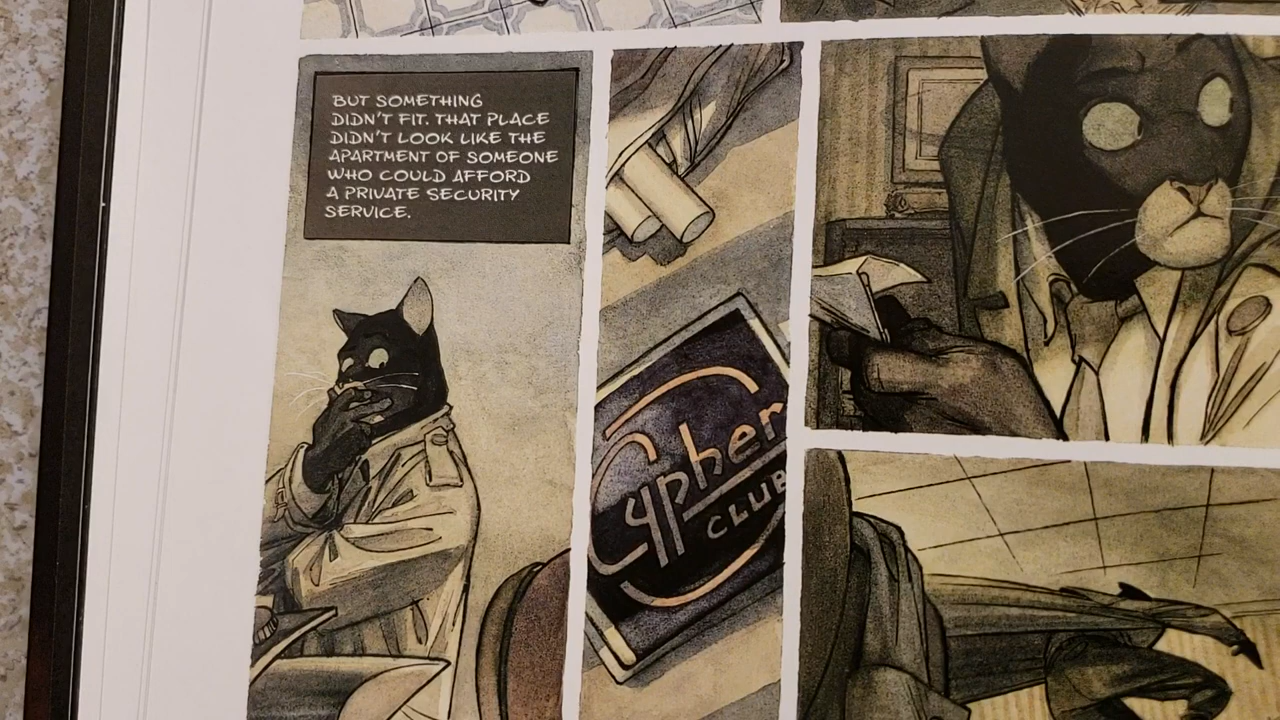 BUT SOMETHING
DIDN'T FIT. THAT PLACE
DIDN'T LOOK LIKE THE
APARTMENT OF SOMEONE
WHO COULD AFFORD
A PRIVATE SECURITY
SERVICE.
Cypher
CLUB